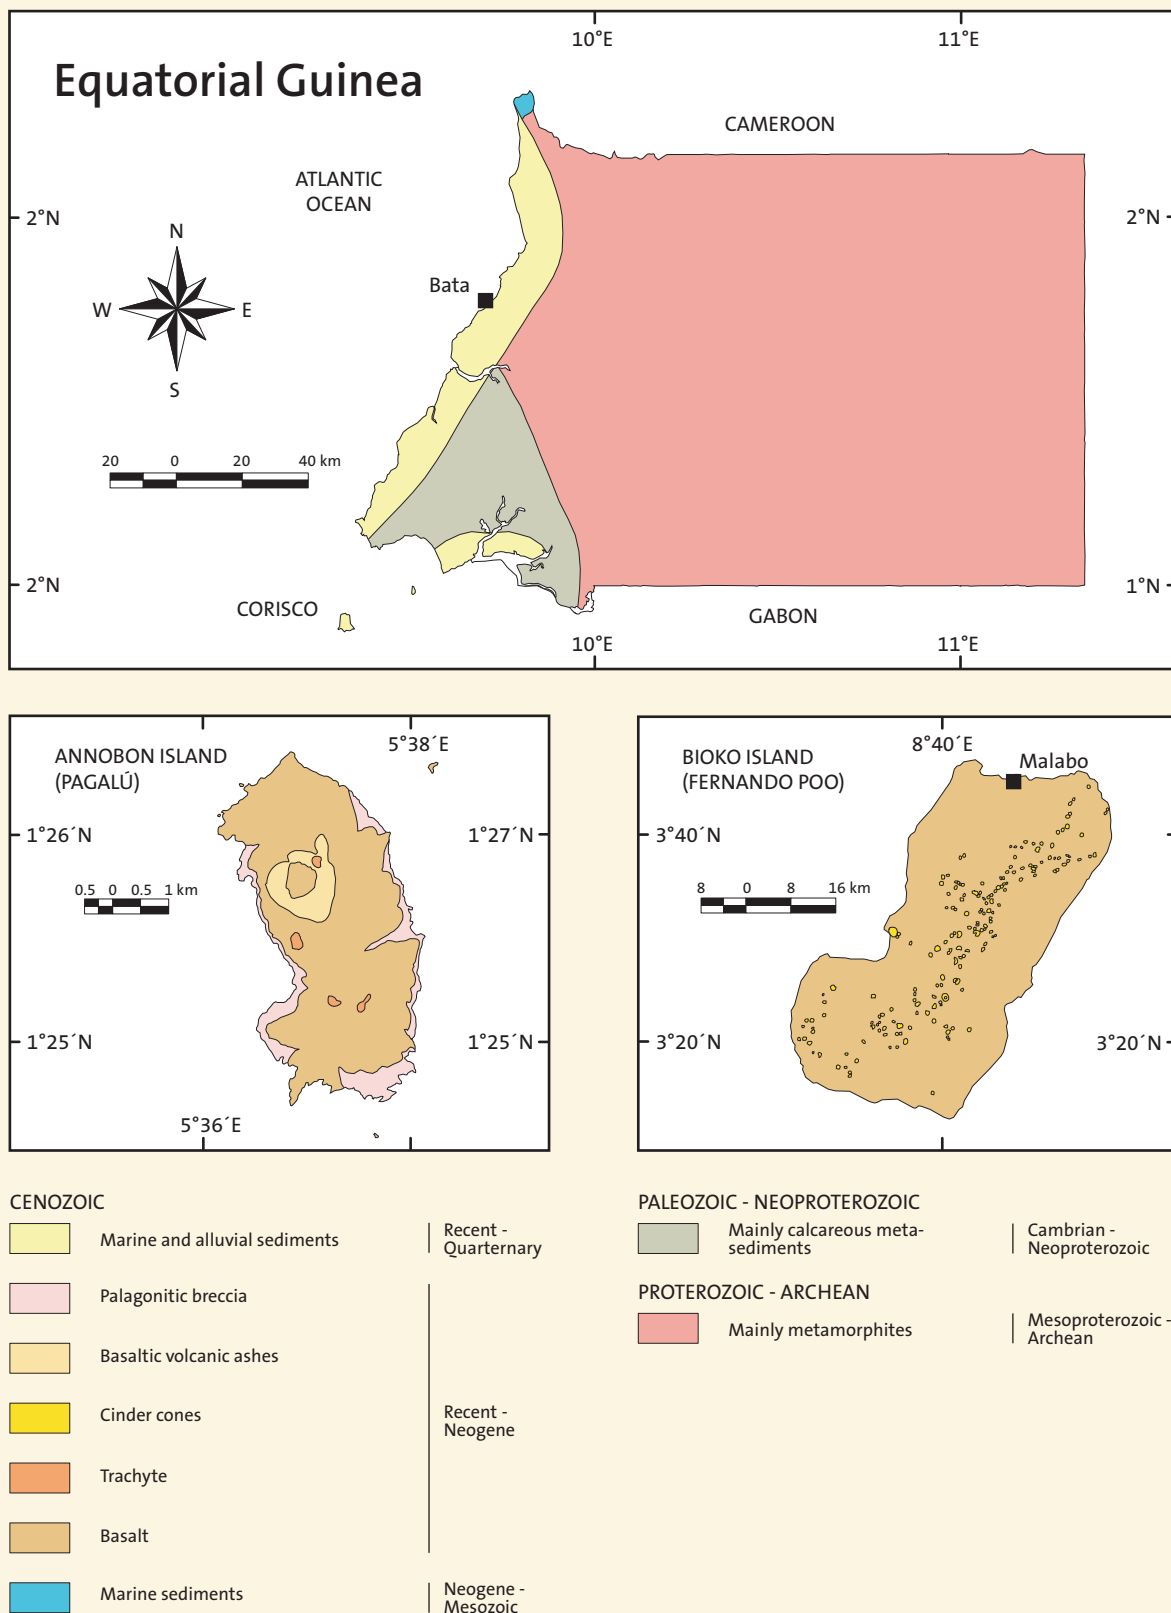 10°E 11°E
Equatorial Guinea
CAMEROON
ATLANTIC
OCEAN
2°N 2°N
N
Bata
W E
S
20 0 20 40 km
2°N 1°N
CORISCO
GABON
10°E 11°E
ANNOBON ISLAND
(PAGALÚ)
5°38´E
1°26´N 1°27´N
0.5 0 0.5 1 km
1°25´N 1°25´N
5°36´E
BIOKO ISLAND
(FERNANDO POO)
8°40´E
Malabo
3°40´N
8 0 8 16 km
3°20´N 3°20´N
CENOZOIC
Marine and alluvial sediments
Recent -
Quarternary
Palagonitic breccia
Basaltic volcanic ashes
Cinder cones
Recent -
Neogene
Trachyte
Basalt
Marine sediments
Neogene -
Mesozoic
PALEOZOIC - NEOPROTEROZOIC
Mainly calcareous meta-
sediments
Cambrian -
Neoproterozoic
PROTEROZOIC - ARCHEAN
Mainly metamorphites
Mesoproterozoic -
Archean